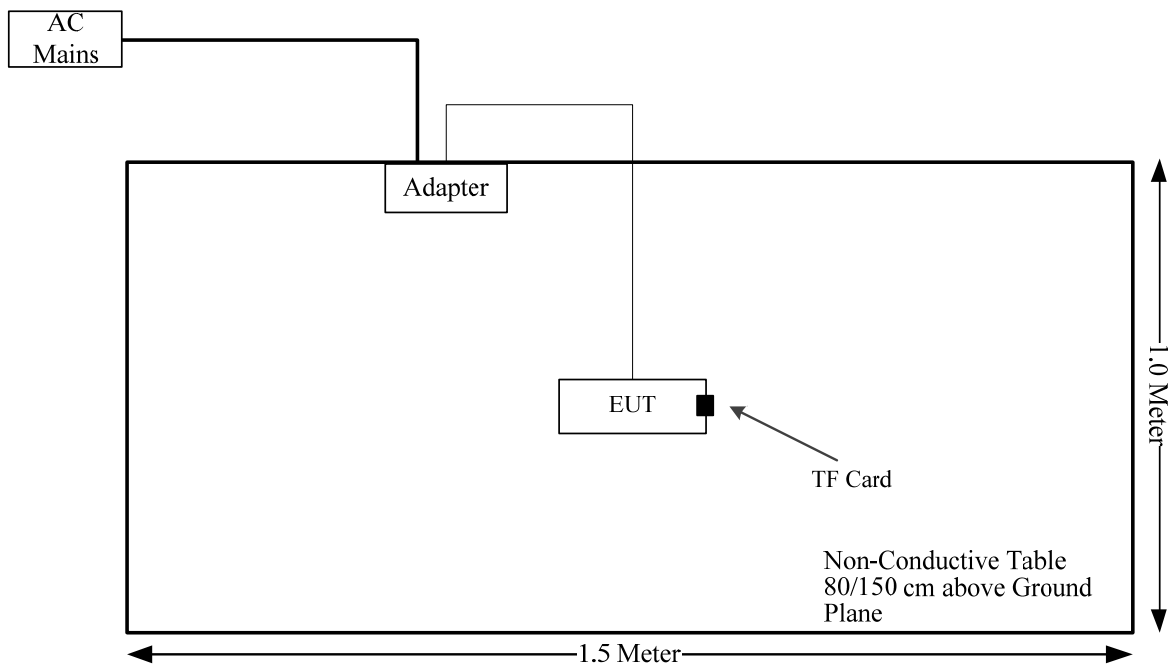 AC
Mains
Adapter
EUT
TF Card
1.0 Meter
Non-Conductive Table
80/150 cm above Ground
Plane
1.5 Meter